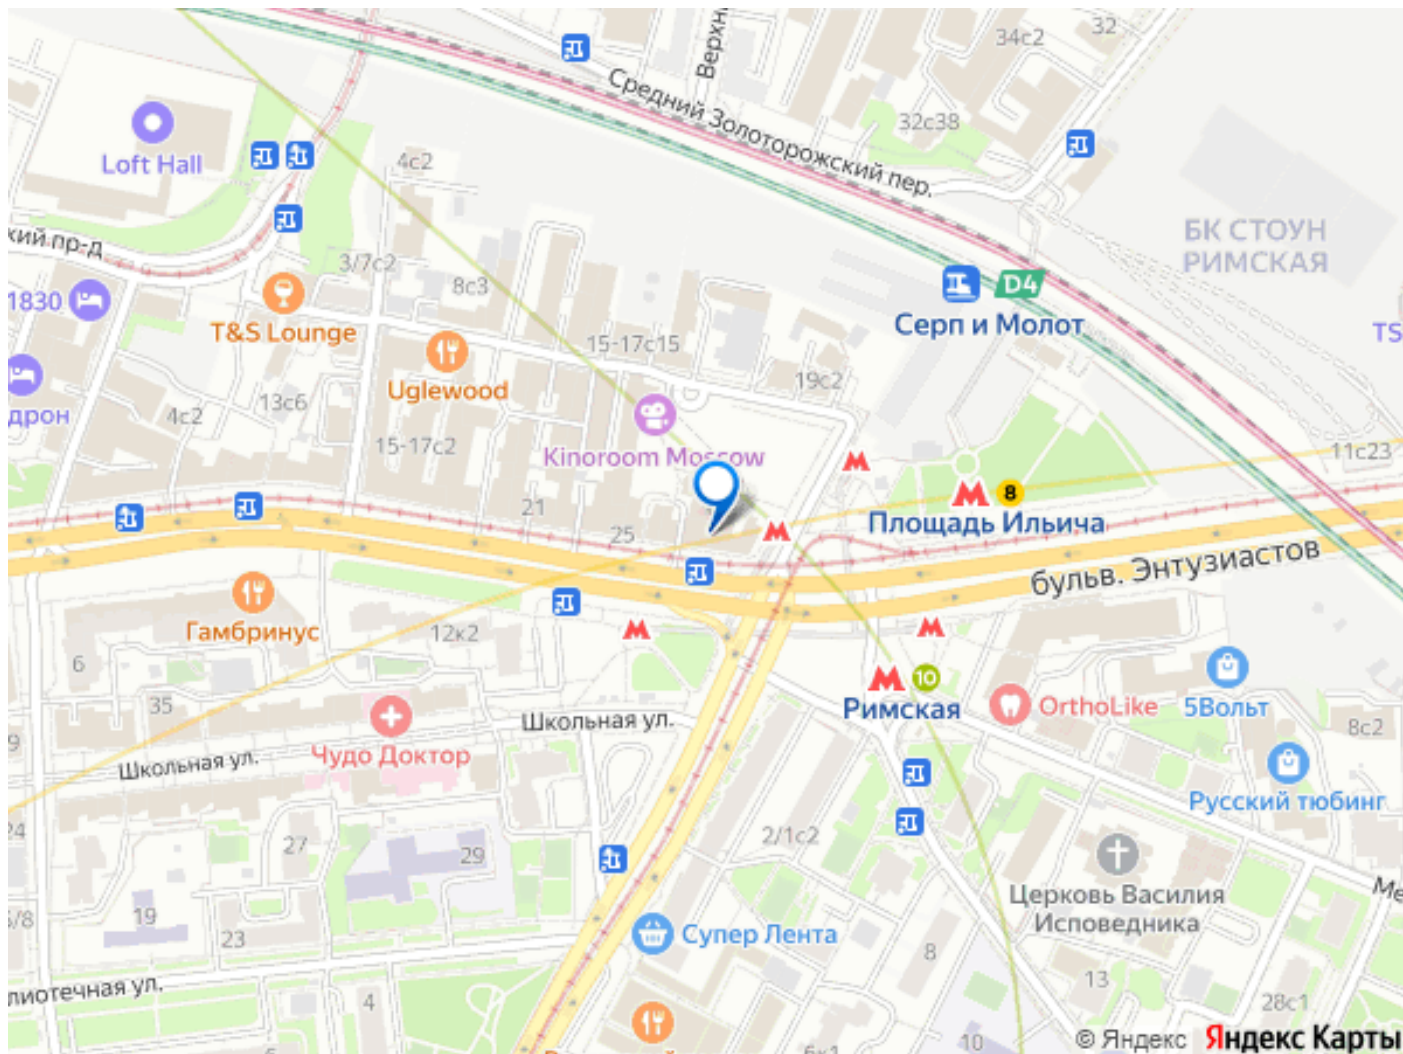 32
34с2
Верхн
Средний Золоторожский пер.
32с38
Loft Hall
4с2
БК СТОУН
РИМСКАЯ
кий пр-д
3/7с2
8с3
D4
1830
T&S Lounge
Серп и Молот
TS
15-17с15
Uglewood
19с2
13с6
4с2
дрон
15-17с2
Kinoroom Moscow
11с23
8
21
25
Площадь Ильича
бульв. Энтузиастов
Гамбринус
12к2
6
10
Римская
OrthoLike
5Вольт
35
Школьная ул.
8с2
9
Школьная ул.
Чудо Доктор
Русский тюбинг
24
27
29
2/1с2
Церковь Василия
Исповедника
Ме
5/8
19
23
Супер Лента
8
13
лиотечная ул.
4
28с1
10
6к1
© Яндекс Яндекс Карты